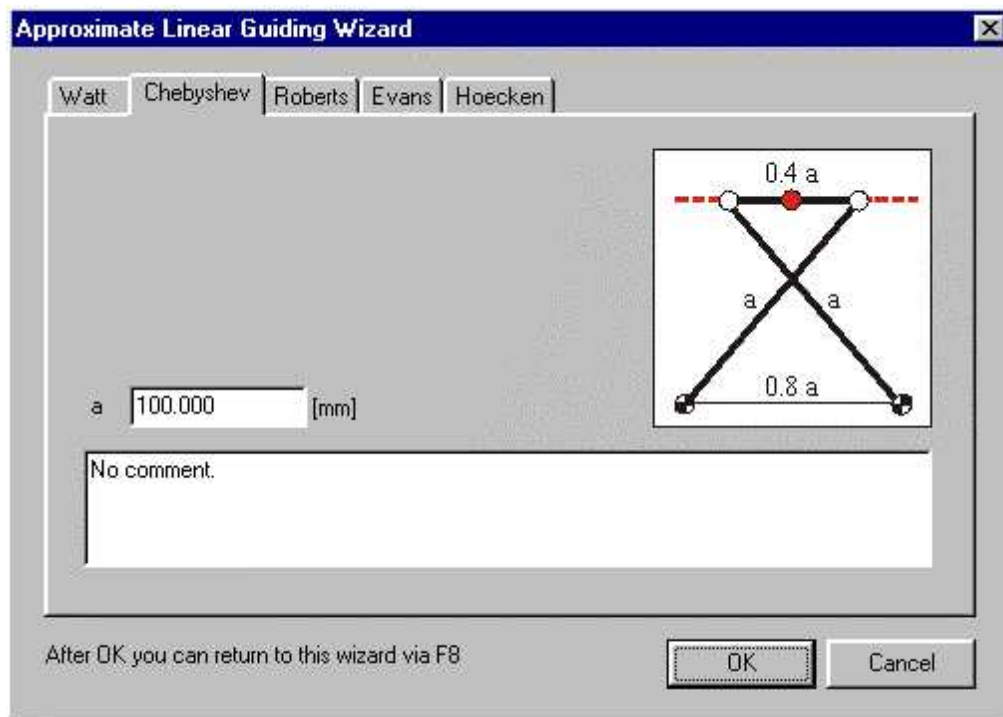 Approximate Linear Guiding Wizard
Watt Chebyshev Roberts Evans Hoecken
0.4 a
a a
0.8 a
a 100.000 [mm]
No comment.
After OK you can return to this wizard via F8
OK Cancel